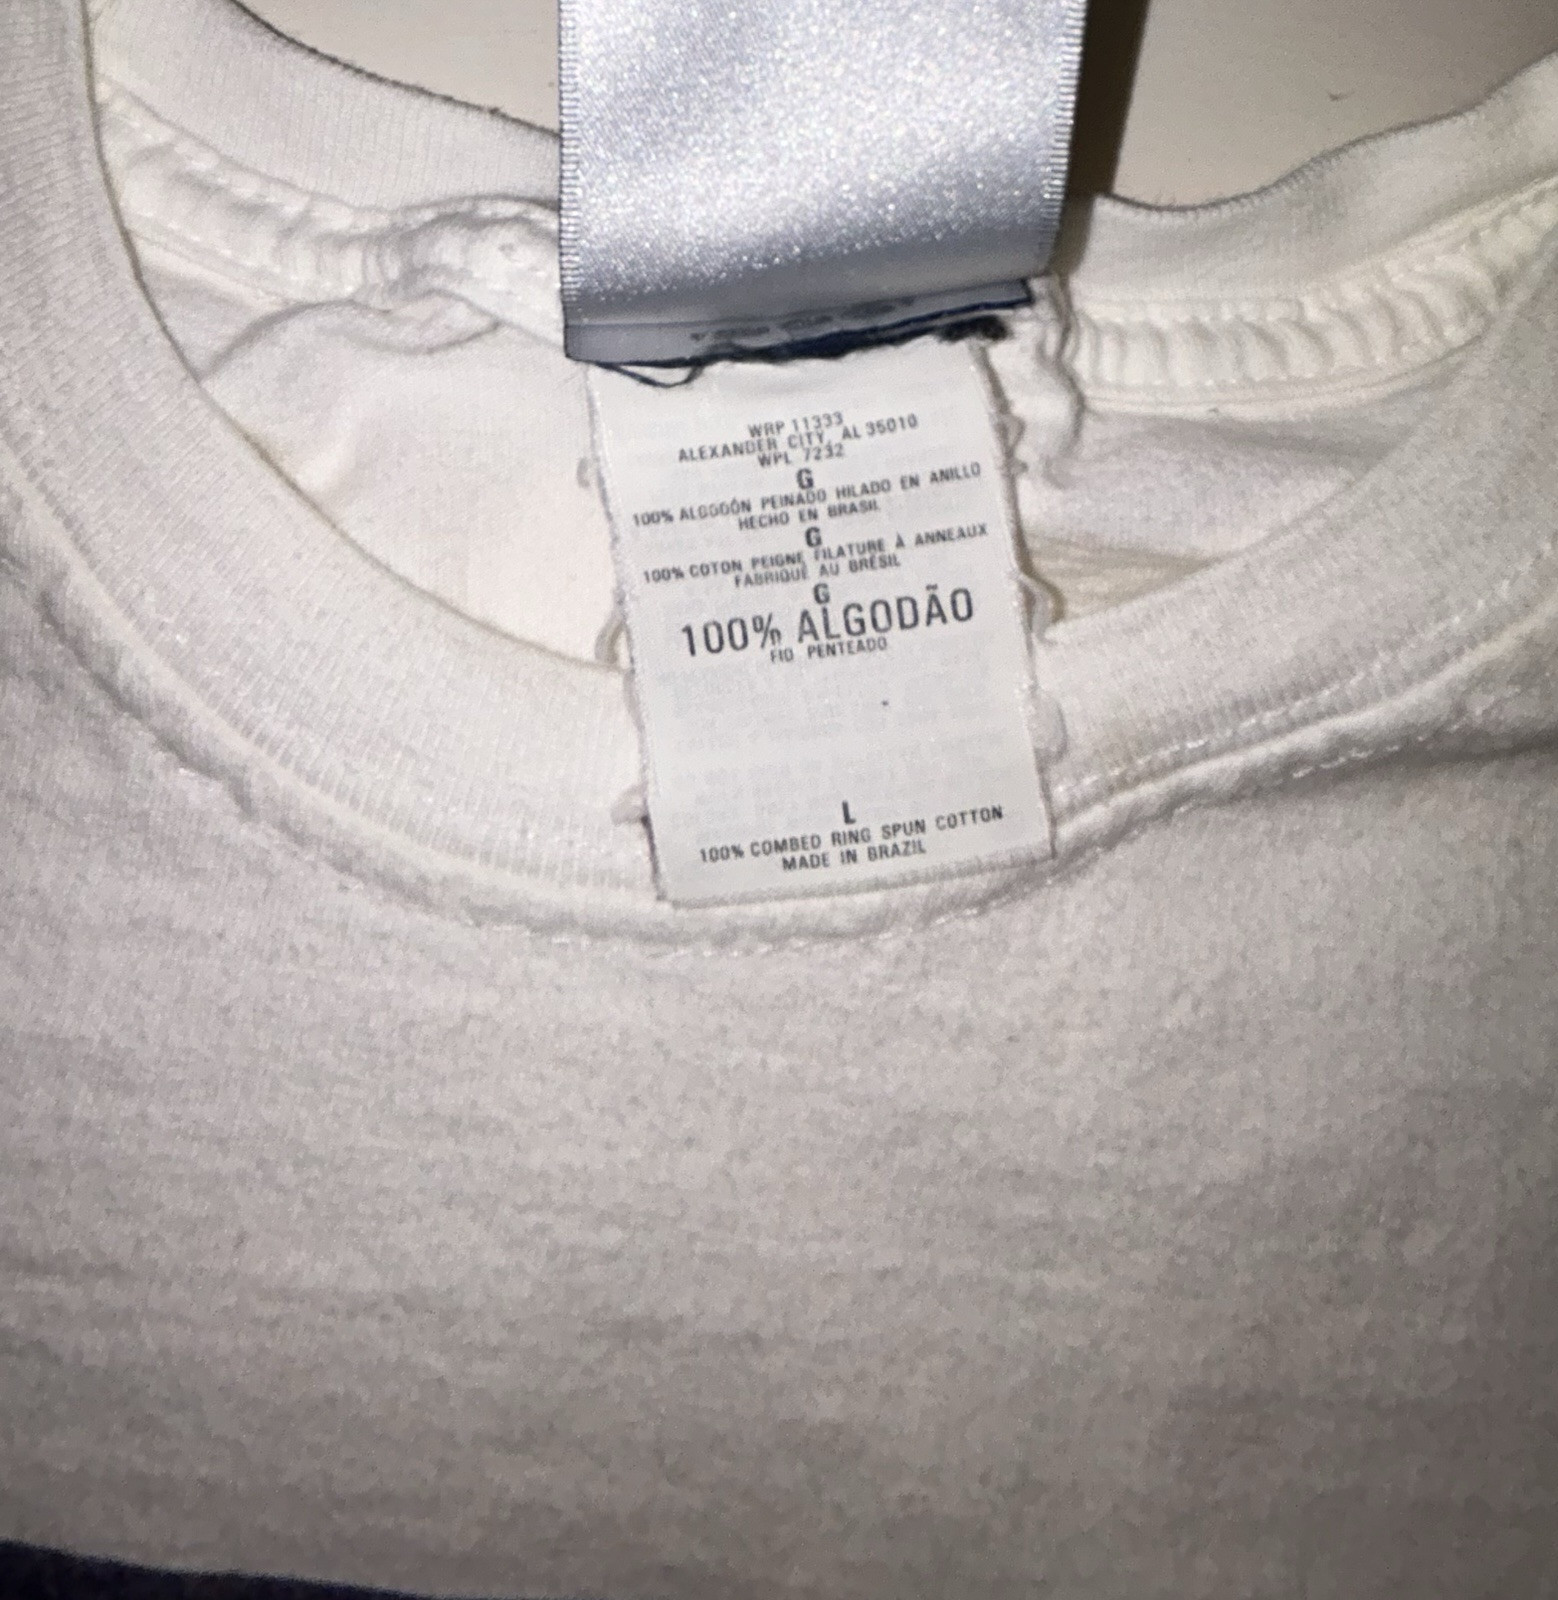 WRP 11333
ALEXANDER CITY, AL 35010
WPL 7232
G
100% ALGODÓN PEINADO HILADO EN ANILLO
HECHO EN BRASIL
G
100% COTON PEIGNE FILATURE À ANNEAUX
FABRIQUÉ AU BRÉSIL
G
100% ALGODÃO
FIO PENTEADO
L
100% COMBED RING SPUN COTTON
MADE IN BRAZIL